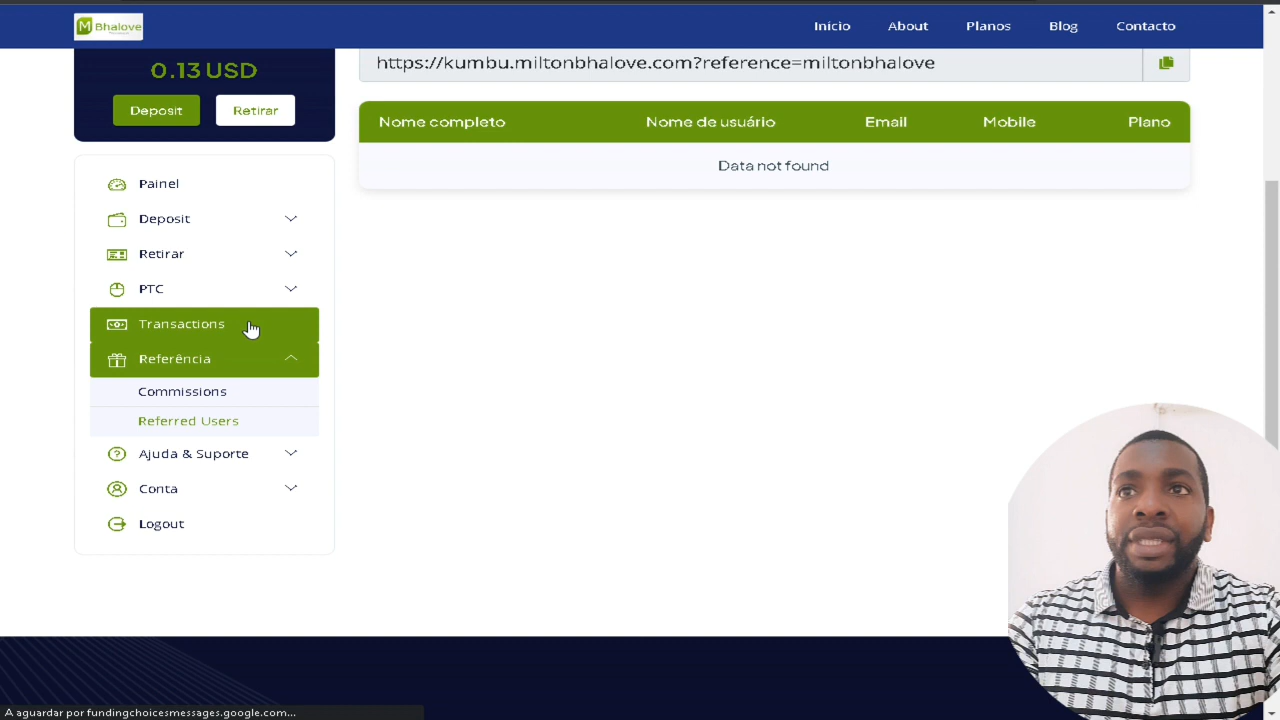 M Bhalove
Início About Planos Blog Contacto
0.13 USD
Deposit Retirar
https://kumbu.miltonbhalove.com?reference=miltonbhalove
Nome completo Nome de usuário Email Mobile Plano
Data not found
Painel
Deposit
Retirar
PTC
Transactions
Referência
Commissions
Referred Users
Ajuda & Suporte
Conta
Logout
A aguardar por fundingchoicesmessages.google.com...